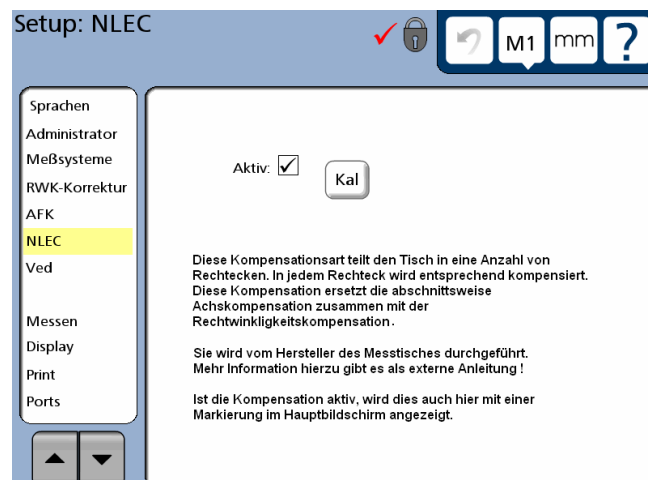 Setup: NLEC
M1
mm
?
Sprachen
Administrator
Meßsysteme
RWK-Korrektur
AFK
NLEC
Ved
Messen
Display
Print
Ports
Aktiv:
Kal
Diese Kompensationsart teilt den Tisch in eine Anzahl von
Rechtecken. In jedem Rechteck wird entsprechend kompensiert.
Diese Kompensation ersetzt die abschnittsweise
Achskompensation zusammen mit der
Rechtwinkligkeitskompensation.
Sie wird vom Hersteller des Messtisches durchgeführt.
Mehr Information hierzu gibt es als externe Anleitung !
Ist die Kompensation aktiv, wird dies auch hier mit einer
Markierung im Hauptbildschirm angezeigt.